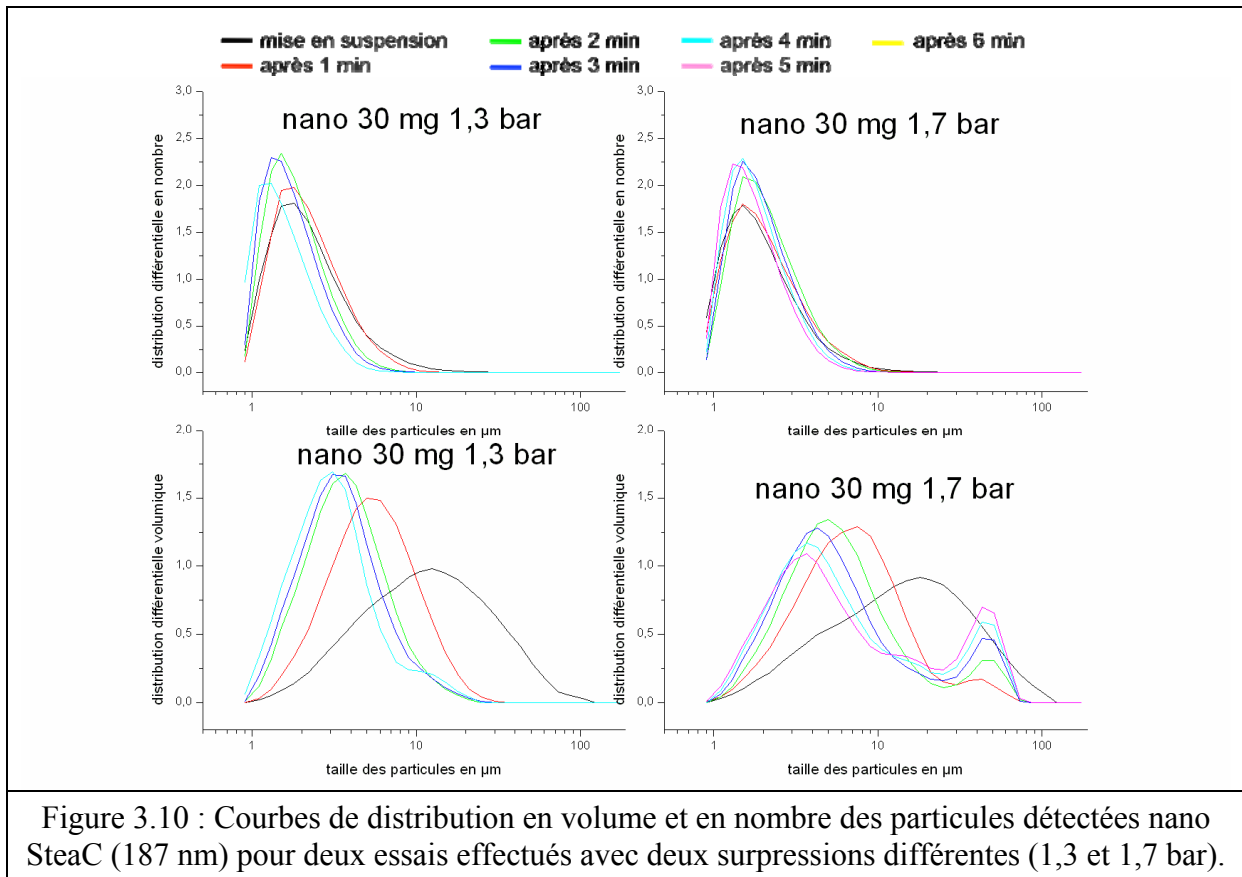 mise en suspension après 2 min après 4 min après 6 min
après 1 min après 3 min après 5 min
nano 30 mg 1,3 bar
distribution différentielle en nombre
3,0
2,5
2,0
1,5
1,0
0,5
0,0
1 10 100
taille des particules en µm
nano 30 mg 1,7 bar
distribution différentielle en nombre
3,0
2,5
2,0
1,5
1,0
0,5
0,0
1 10 100
taille des particules en µm
nano 30 mg 1,3 bar
distribution différentielle volumique
2,0
1,5
1,0
0,5
0,0
1 10 100
taille des particules en µm
nano 30 mg 1,7 bar
distribution différentielle volumique
2,0
1,5
1,0
0,5
0,0
1 10 100
taille des particules en µm
Figure 3.10 : Courbes de distribution en volume et en nombre des particules détectées nano
SteaC (187 nm) pour deux essais effectués avec deux surpressions différentes (1,3 et 1,7 bar).